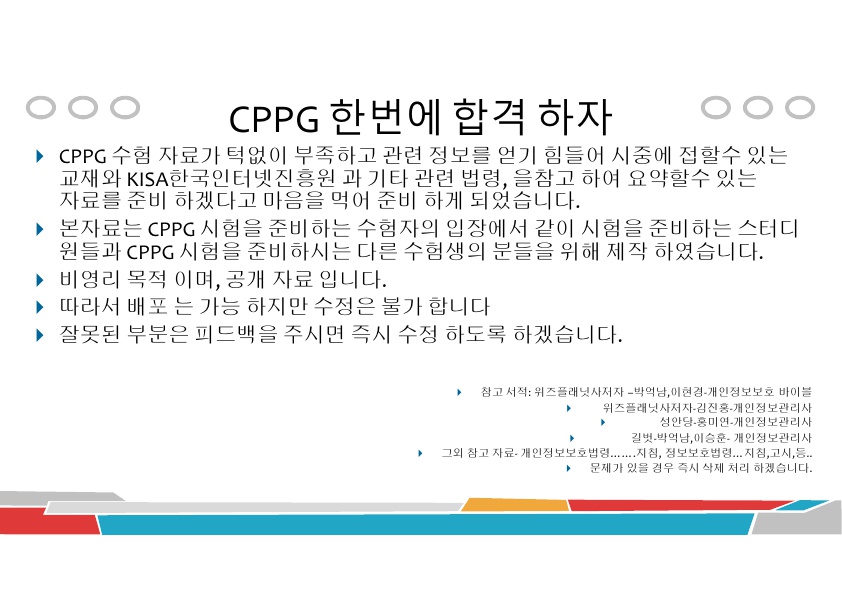 CPPG 한번에 합격 하자
CPPG 수험 자료가 턱없이 부족하고 관련 정보를 얻기 힘들어 시중에 접할수 있는
교재와 KISA한국인터넷진흥원 과 기타 관련 법령, 을참고 하여 요약할수 있는
자료를 준비 하겠다고 마음을 먹어 준비 하게 되었습니다.
본자료는 CPPG 시험을 준비하는 수험자의 입장에서 같이 시험을 준비하는 스터디
원들과 CPPG 시험을 준비하시는 다른 수험생의 분들을 위해 제작 하였습니다.
비영리 목적 이며, 공개 자료 입니다.
따라서 배포 는 가능 하지만 수정은 불가 합니다
잘못된 부분은 피드백을 주시면 즉시 수정 하도록 하겠습니다.
참고 서적: 위즈플래닛사저자 –박억남,이현경-개인정보보호 바이블
위즈플래닛사저자-김진홍-개인정보관리사
성안당-홍미연-개인정보관리사
길벗-박억남,이승훈- 개인정보관리사
그외 참고 자료- 개인정보보호법령…….지침, 정보보호법령… 지침,고시,등..
문제가 있을 경우 즉시 삭제 처리 하겠습니다.